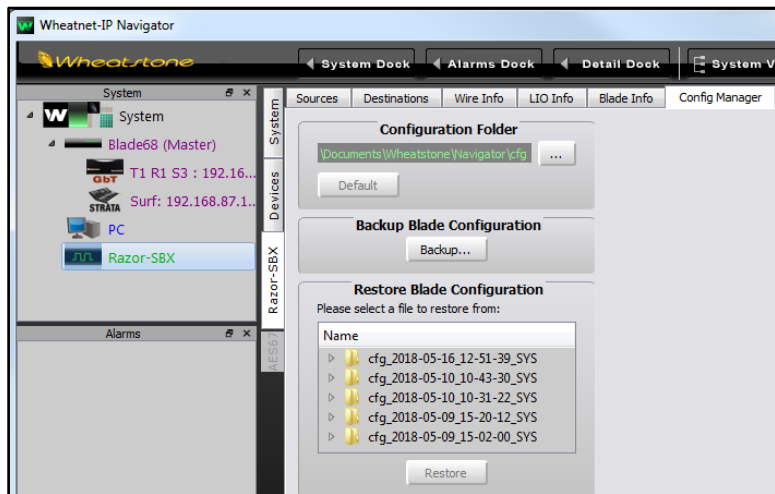 Wheatnet-IP Navigator
Wheatstone
System Dock
Alarms Dock
Detail Dock
System V
System
System
Blade68 (Master)
GbT
T1 R1 S3 : 192.16...
STRATA
Surf: 192.168.87.1..
PC
Razor-SBX
Alarms
System
Devices
Razor-SBX
AES67
Sources
Destinations
Wire Info
LIO Info
Blade Info
Config Manager
Configuration Folder
\Documents\Wheatstone\Navigator\cfg
...
Default
Backup Blade Configuration
Backup...
Restore Blade Configuration
Please select a file to restore from:
Name
cfg_2018-05-16_12-51-39_SYS
cfg_2018-05-10_10-43-30_SYS
cfg_2018-05-10_10-31-22_SYS
cfg_2018-05-09_15-20-12_SYS
cfg_2018-05-09_15-02-00_SYS
Restore